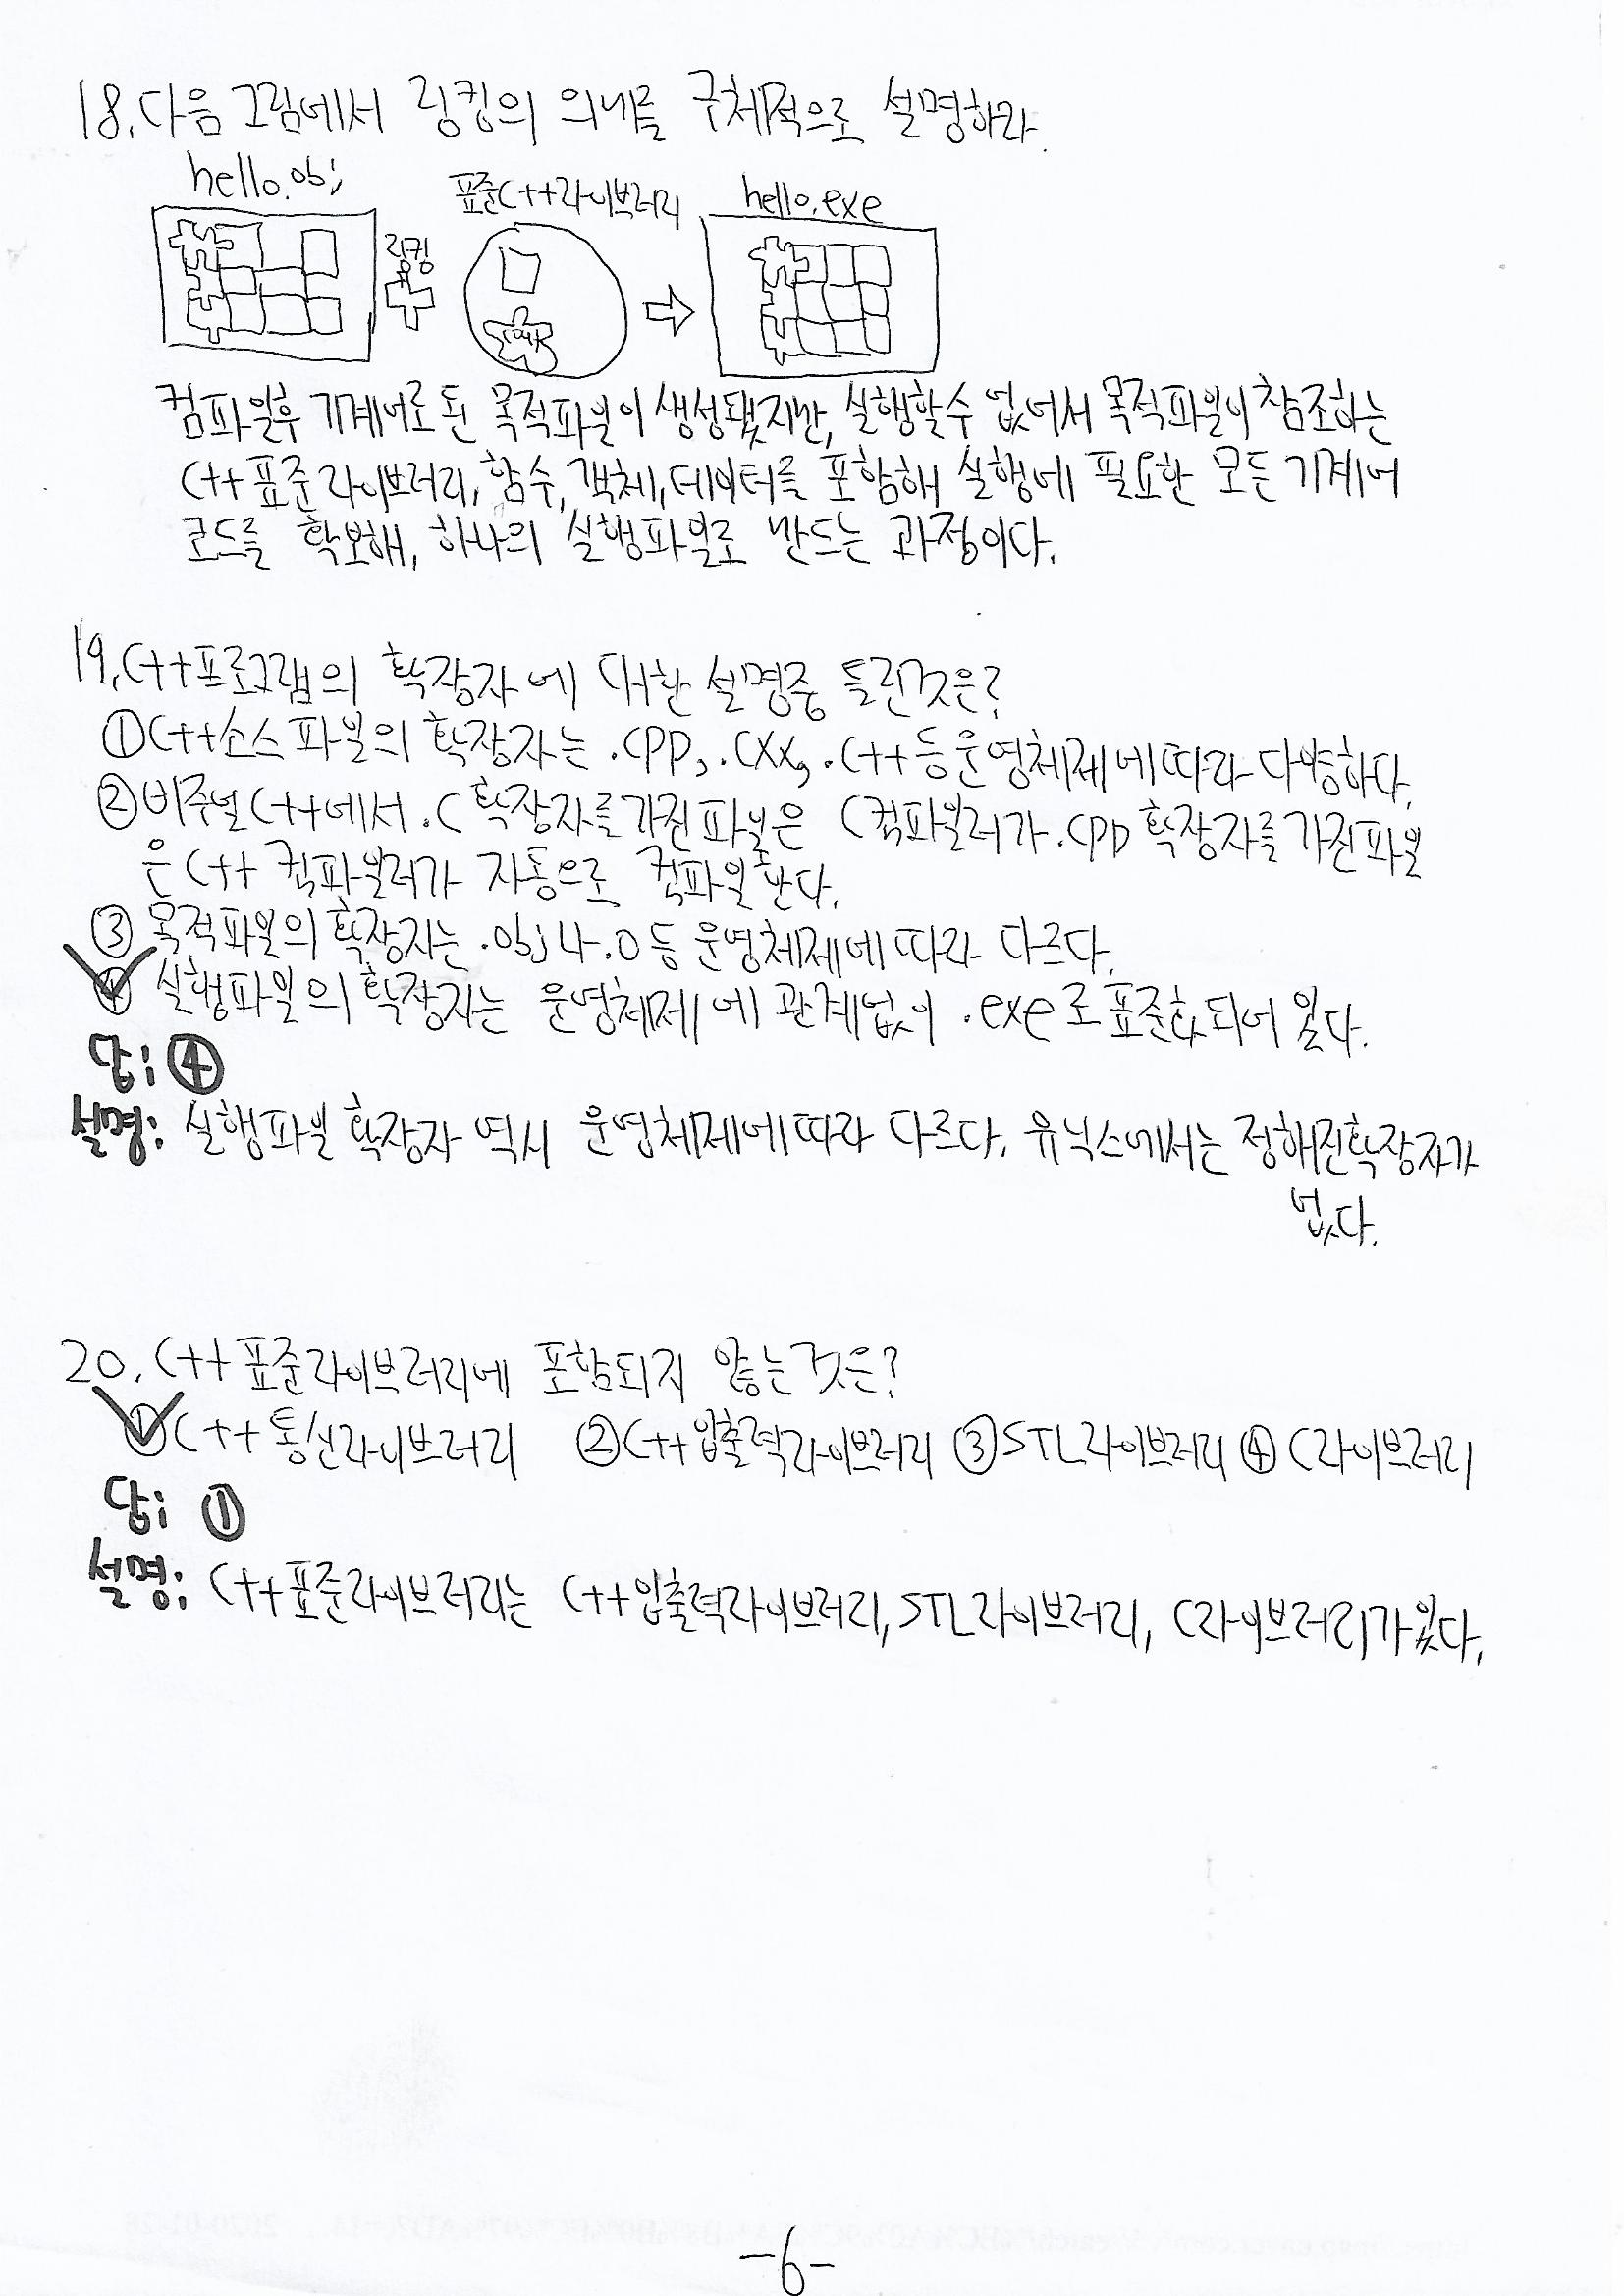 18. 다음 그림에서 링킹의 의미를 구체적으로 설명하라.
hello.obj 표준C++라이브러리 hello.exe
링킹
컴파일후 기계어로 된 목적파일이 생성됐지만, 실행할수 없어서 목적파일이 참조하는
C++ 표준 라이브러리, 함수, 객체, 데이터를 포함해 실행에 필요한 모든 기계어
코드를 확보해, 하나의 실행파일로 만드는 과정이다.
19. C++프로그램의 확장자에 대한 설명중 틀린것은?
① C++소스 파일의 확장자는 .cpp, .cxx, .c++ 등 운영체제에 따라 다양하다.
② 비주얼 C++에서 .C 확장자를 가진 파일은 C컴파일러가 .cpp 확장자를 가진파일
은 C++ 컴파일러가 자동으로 컴파일 한다.
③ 목적파일의 확장자는 .obj 나 .o 등 운영체제에 따라 다르다.
④ 실행파일의 확장자는 운영체제에 관계없이 .exe로 표준화 되어 있다.
답: ④
설명: 실행파일 확장자 역시 운영체제에 따라 다르다. 유닉스에서는 정해진확장자가
없다.
20. C++ 표준라이브러리에 포함되지 않는것은?
① C++통신라이브러리 ② C++입출력라이브러리 ③ STL라이브러리 ④ C라이브러리
답: ①
설명: C++표준라이브러리는 C++입출력라이브러리, STL라이브러리, C라이브러리가있다.
-6-